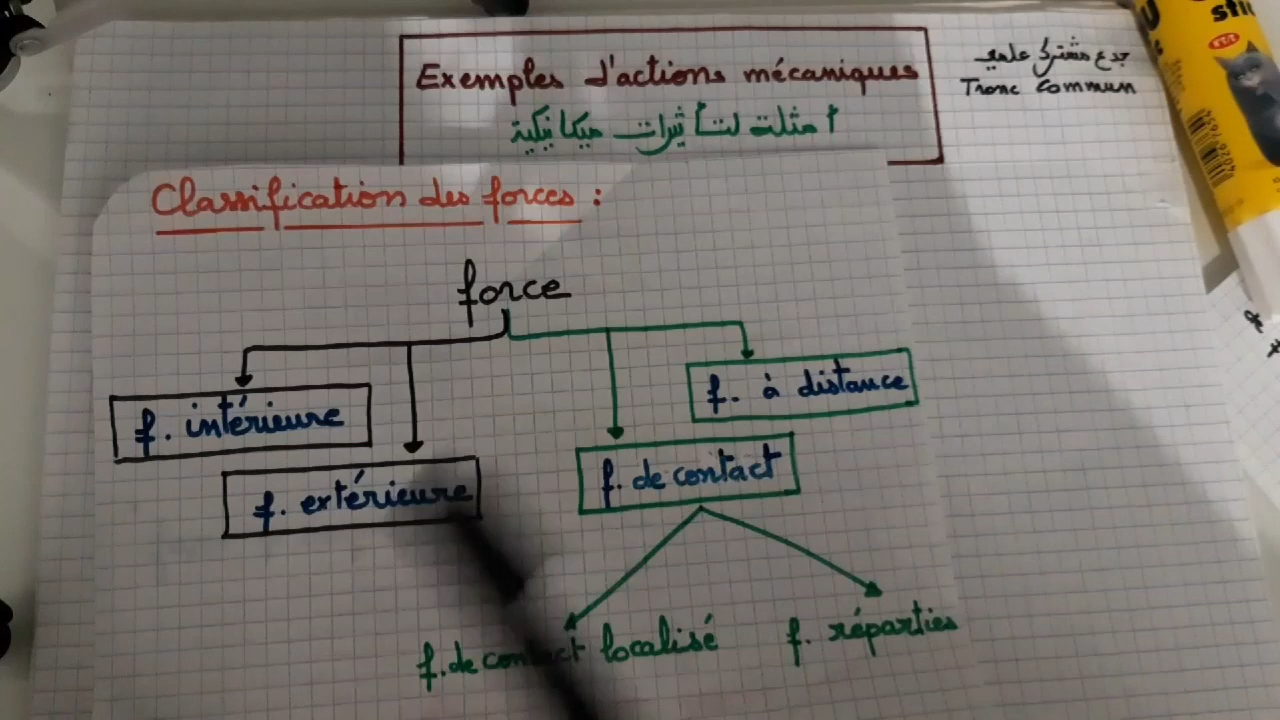 Exemples d'actions mécaniques
أمثلة لتأثيرات ميكانيكية
جدع مشترك علمي
Tronc Commun
Classification des forces :
force
f. intérieure
f. extérieure
f. à distance
f. de contact
f. de contact localisé
f. réparties